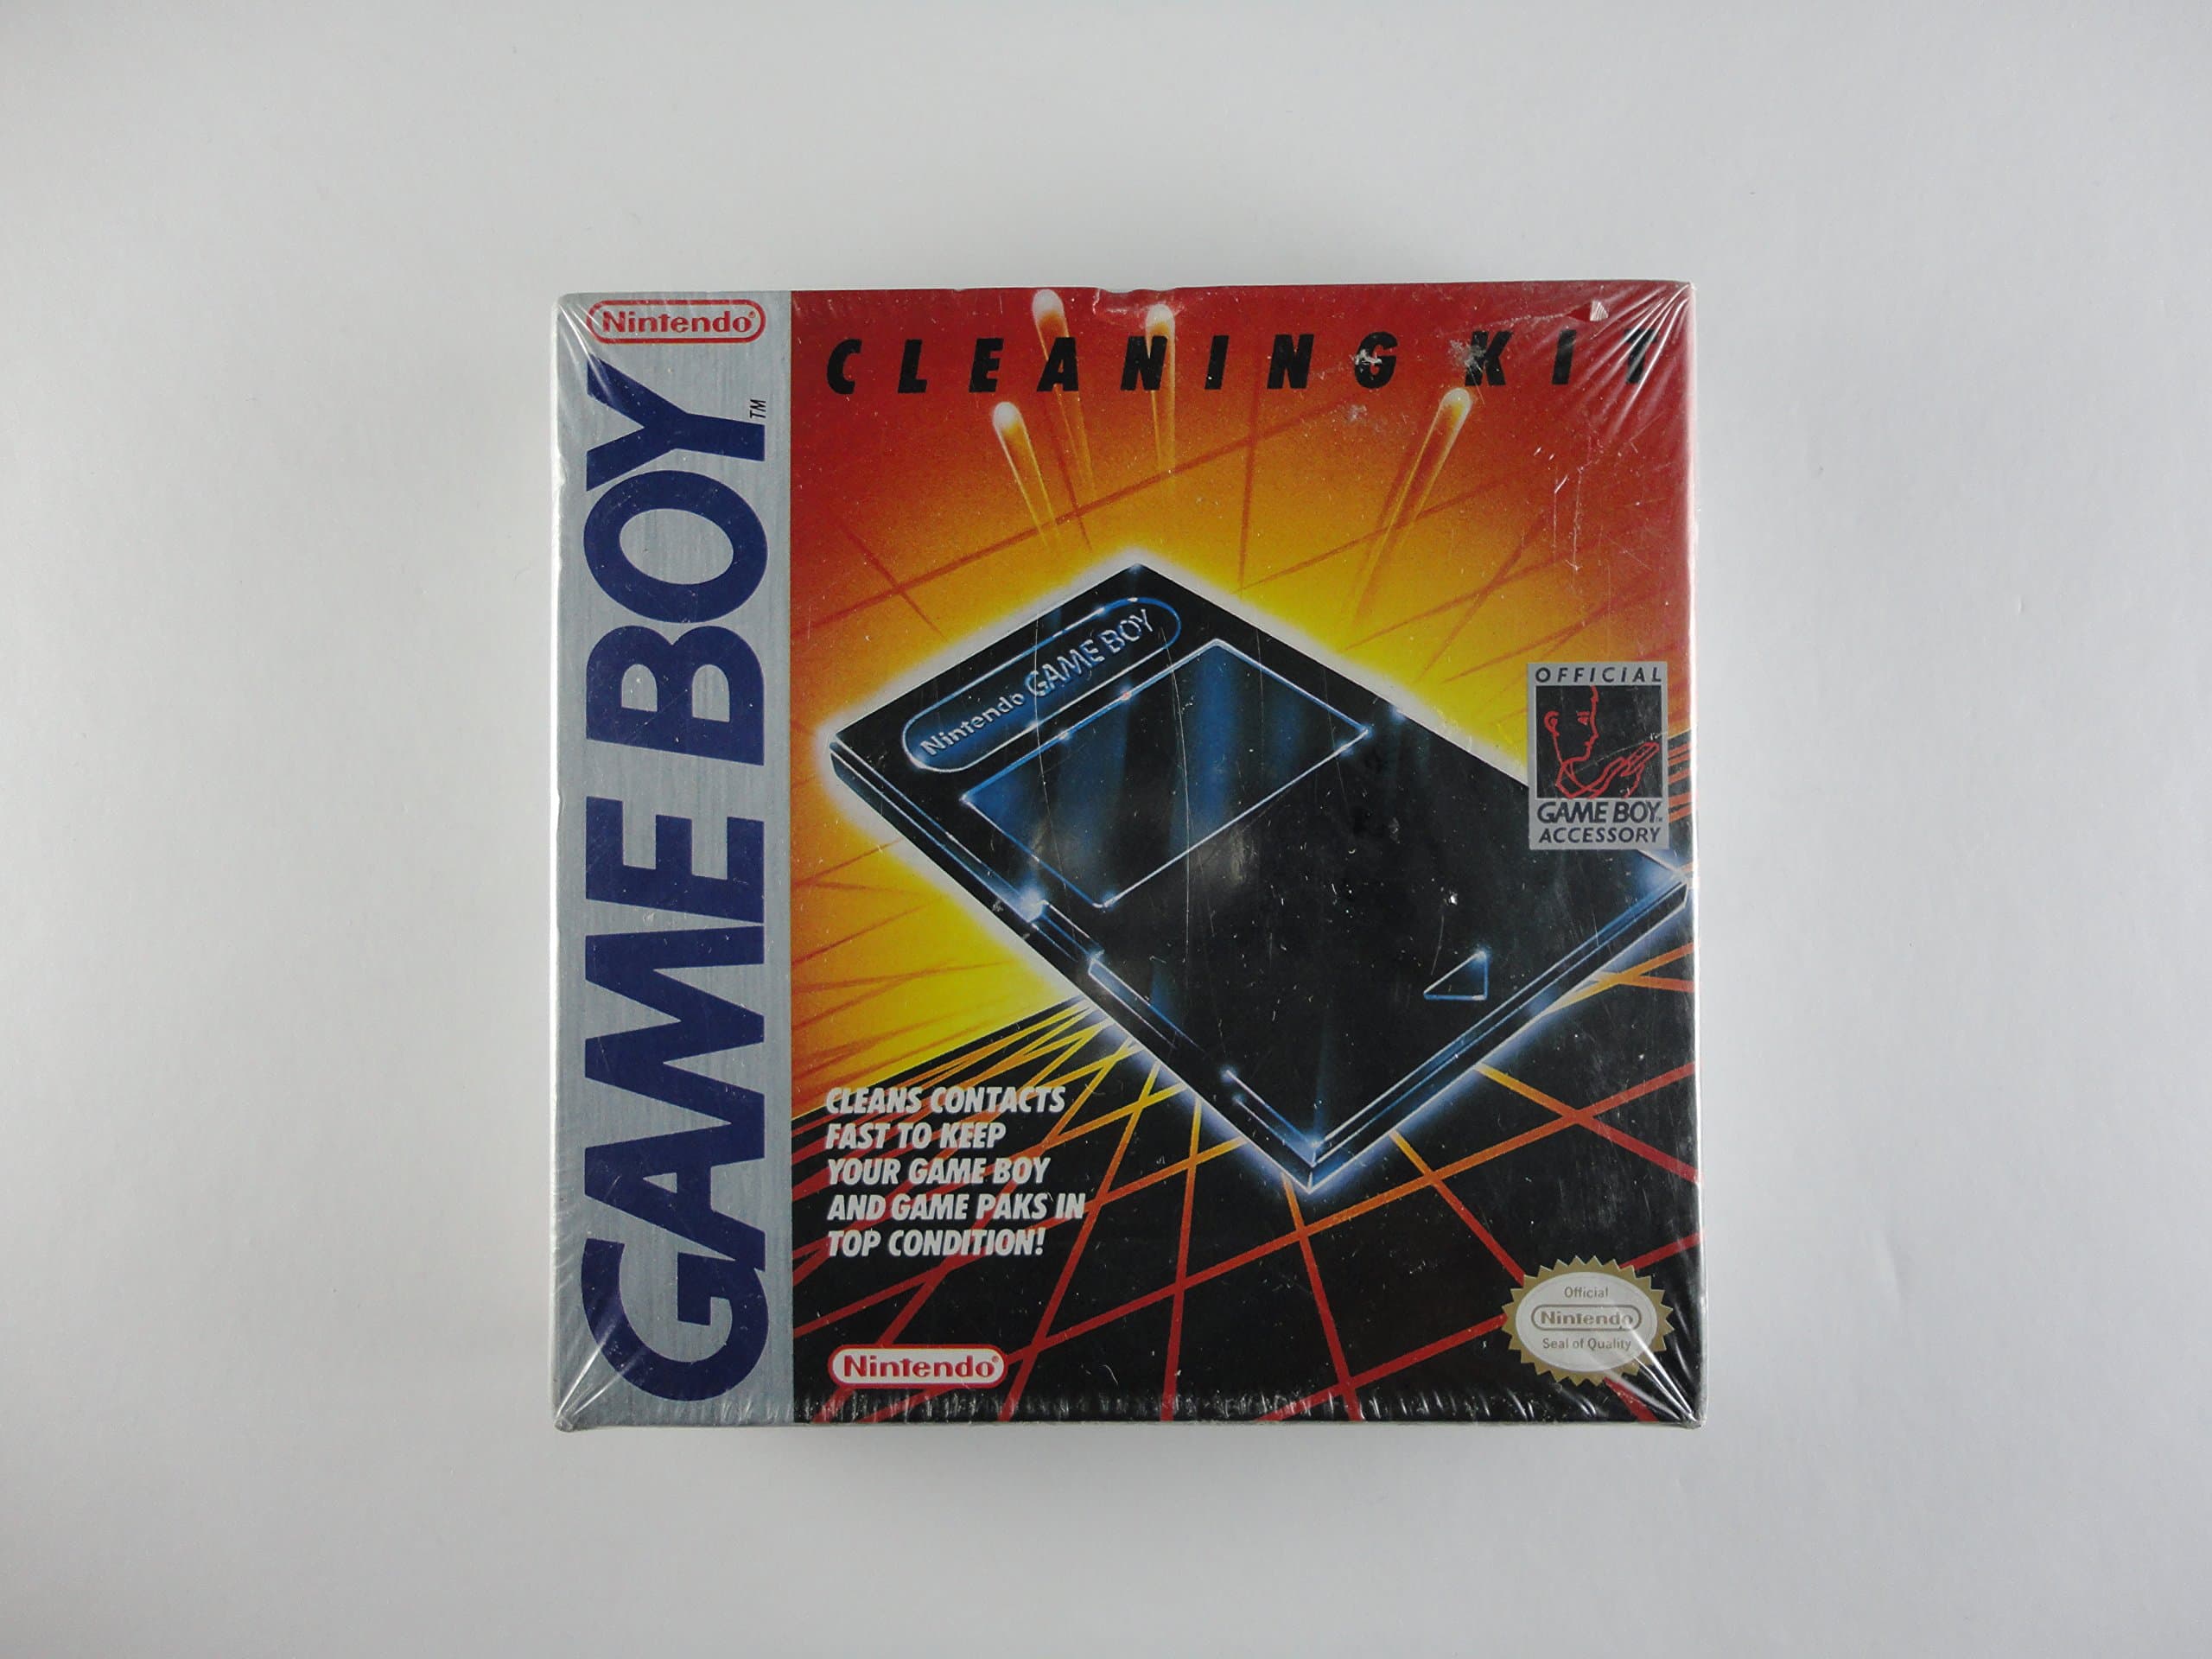 Nintendo®
GAME BOY™
CLEANING KIT
Nintendo GAME BOY
OFFICIAL
GAME BOY™
ACCESSORY
CLEANS CONTACTS
FAST TO KEEP
YOUR GAME BOY
AND GAME PAKS IN
TOP CONDITION!
Nintendo®
Official
Nintendo
Seal of Quality